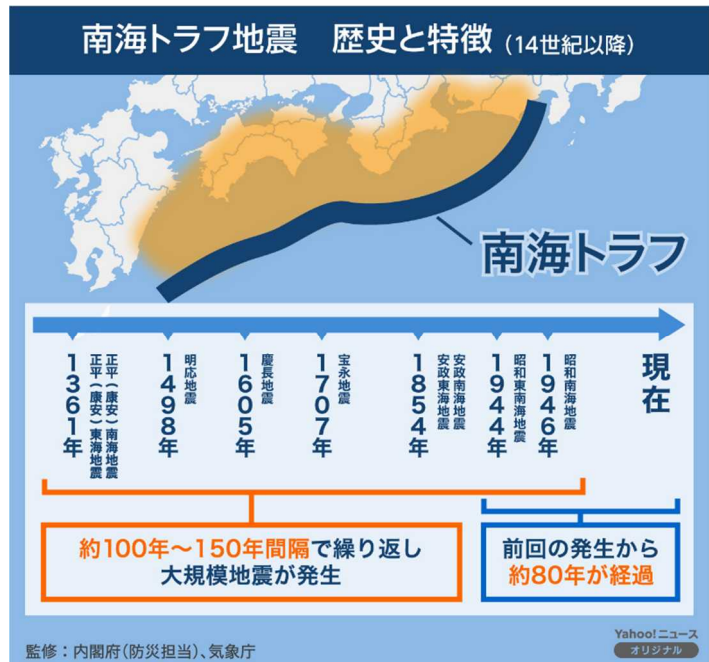 南海トラフ地震　歴史と特徴（14世紀以降）
南海トラフ
1361年
正平（康安）東海地震
正平（康安）南海地震
1498年
明応地震
1605年
慶長地震
1707年
宝永地震
1854年
安政東海地震
安政南海地震
1944年
昭和東南海地震
1946年
昭和南海地震
現在
約100年〜150年間隔で繰り返し
大規模地震が発生
前回の発生から
約80年が経過
監修：内閣府（防災担当）、気象庁
Yahoo!ニュース
オリジナル